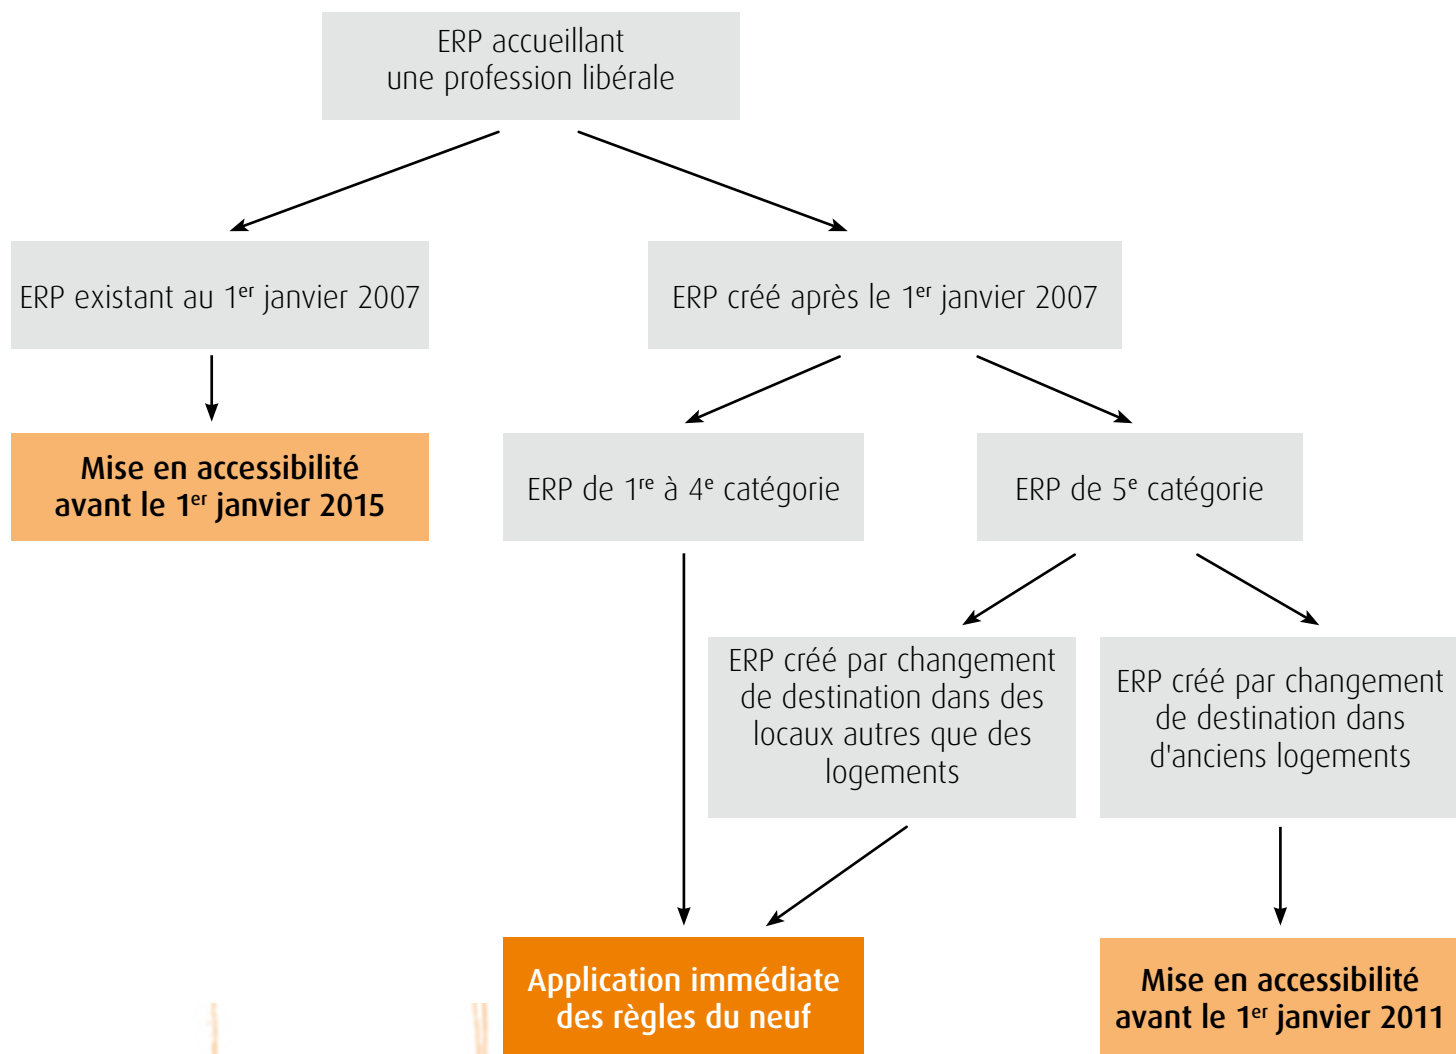 ERP accueillant
une profession libérale
ERP existant au 1er janvier 2007
ERP créé après le 1er janvier 2007
Mise en accessibilité
avant le 1er janvier 2015
ERP de 1re à 4e catégorie
ERP de 5e catégorie
ERP créé par changement
de destination dans des
locaux autres que des
logements
ERP créé par changement
de destination dans
d'anciens logements
Application immédiate
des règles du neuf
Mise en accessibilité
avant le 1er janvier 2011